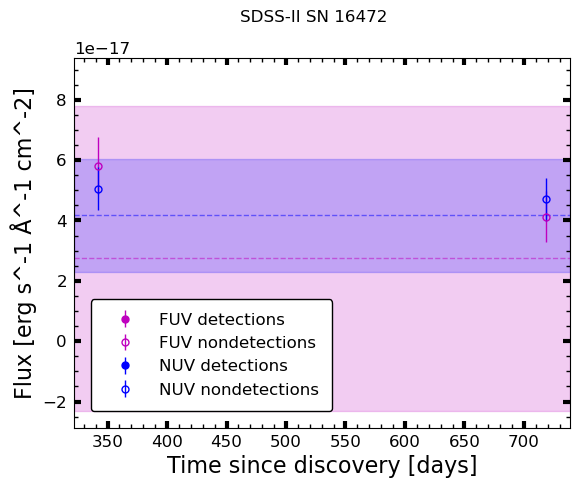 SDSS-II SN 16472
1e−17
Flux [erg s^-1 Å^-1 cm^-2]
8
6
4
2
0
−2
FUV detections
FUV nondetections
NUV detections
NUV nondetections
350 400 450 500 550 600 650 700
Time since discovery [days]